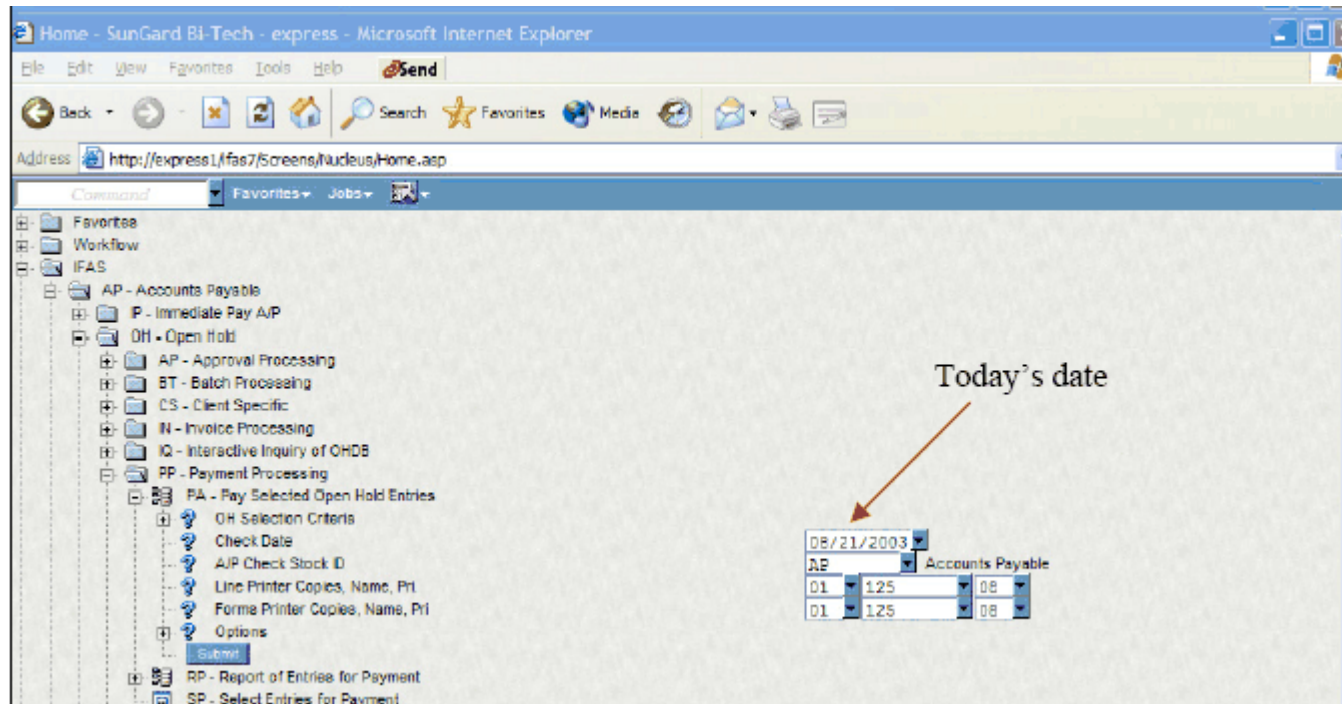 Home - SunGard Bi-Tech - express - Microsoft Internet Explorer
File Edit View Favorites Tools Help Send
Back Search Favorites Media
Address http://express1/ifas7/Screens/Nucleus/Home.asp
Command Favorites Jobs
Favorites
Workflow
IFAS
AP - Accounts Payable
IP - Immediate Pay A/P
OH - Open Hold
AP - Approval Processing
BT - Batch Processing
CS - Client Specific
IN - Invoice Processing
IQ - Interactive Inquiry of OHDB
PP - Payment Processing
PA - Pay Selected Open Hold Entries
OH Selection Criteria
Today's date
Check Date 08/21/2003
A/P Check Stock ID AP Accounts Payable
Line Printer Copies, Name, Pri 01 125 08
Forms Printer Copies, Name, Pri 01 125 08
Options
Submit
RP - Report of Entries for Payment
SP - Select Entries for Payment